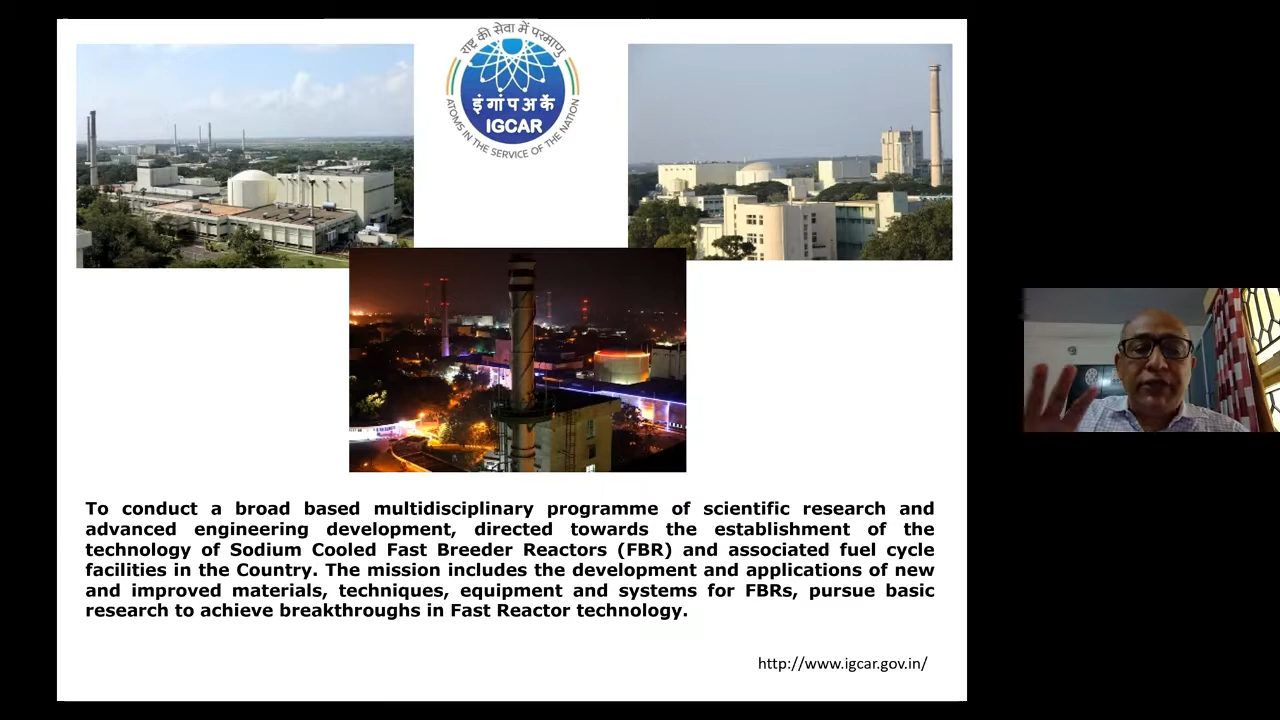 राष्ट्र की सेवा में परमाणु
इं गां प अ कें
IGCAR
ATOMS IN THE SERVICE OF THE NATION
To conduct a broad based multidisciplinary programme of scientific research and
advanced engineering development, directed towards the establishment of the
technology of Sodium Cooled Fast Breeder Reactors (FBR) and associated fuel cycle
facilities in the Country. The mission includes the development and applications of new
and improved materials, techniques, equipment and systems for FBRs, pursue basic
research to achieve breakthroughs in Fast Reactor technology.
http://www.igcar.gov.in/